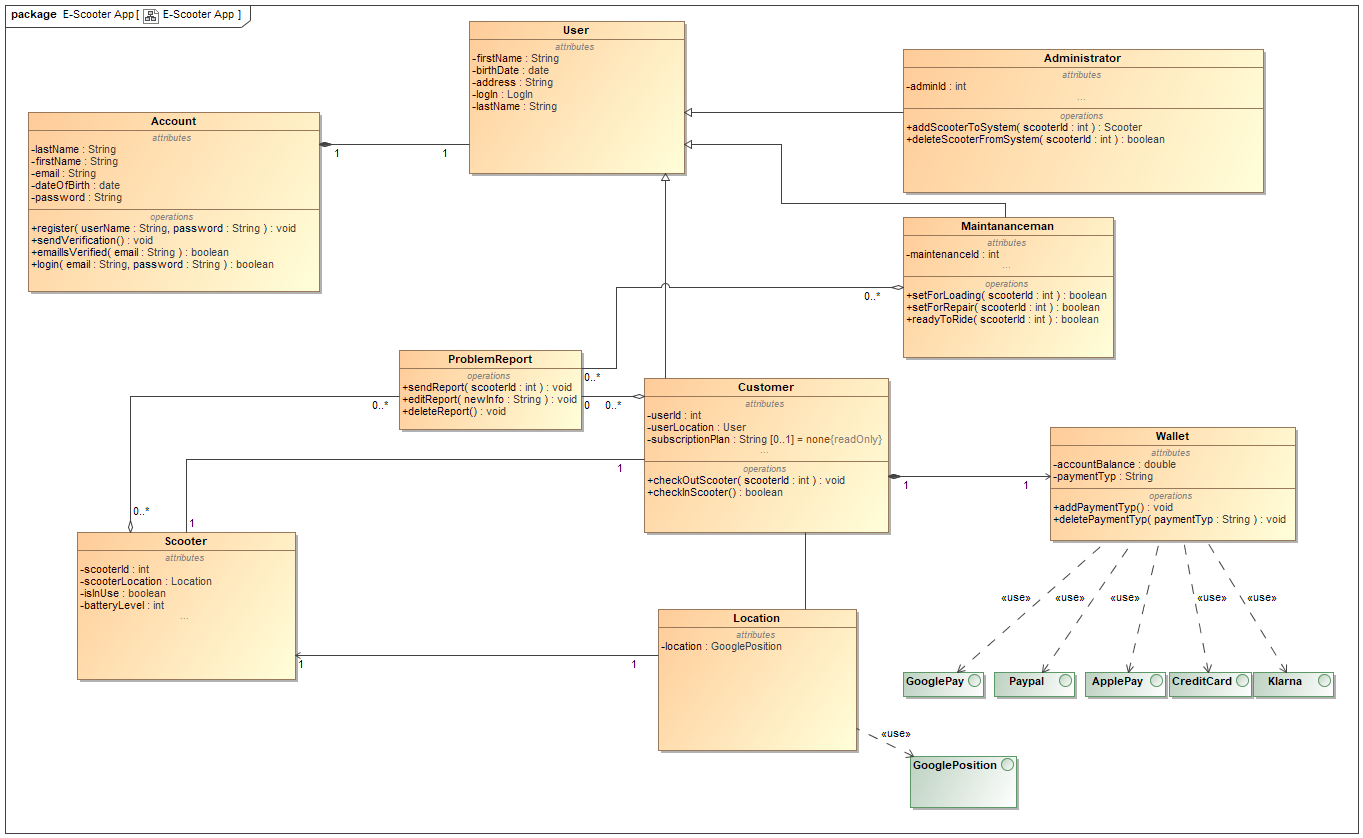 package E-Scooter App [ E-Scooter App ]
User
attributes
-firstName : String
-birthDate : date
-address : String
-logIn : LogIn
-lastName : String
Administrator
attributes
-adminId : int
...
operations
+addScooterToSystem( scooterId : int ) : Scooter
+deleteScooterFromSystem( scooterId : int ) : boolean
Account
attributes
-lastName : String
-firstName : String
-email : String
-dateOfBirth : date
-password : String
operations
+register( userName : String, password : String ) : void
+sendVerification() : void
+emailIsVerified( email : String ) : boolean
+login( email : String, password : String ) : boolean
1
1
Maintananceman
attributes
-maintenanceId : int
...
operations
+setForLoading( scooterId : int ) : boolean
+setForRepair( scooterId : int ) : boolean
+readyToRide( scooterId : int ) : boolean
0..*
ProblemReport
operations
+sendReport( scooterId : int ) : void
+editReport( newInfo : String ) : void
+deleteReport() : void
0..*
0..*
0
0..*
Customer
attributes
-userId : int
-userLocation : User
-subscriptionPlan : String [0..1] = none{readOnly}
...
operations
+checkOutScooter( scooterId : int ) : void
+checkInScooter() : boolean
1
1
1
Wallet
attributes
-accountBalance : double
-paymentTyp : String
operations
+addPaymentTyp() : void
+deletePaymentTyp( paymentTyp : String ) : void
0..*
1
Scooter
attributes
-scooterId : int
-scooterLocation : Location
-isInUse : boolean
-batteryLevel : int
...
«use»
«use»
«use»
«use»
«use»
Location
attributes
-location : GooglePosition
1
1
GooglePay
Paypal
ApplePay
CreditCard
Klarna
«use»
GooglePosition